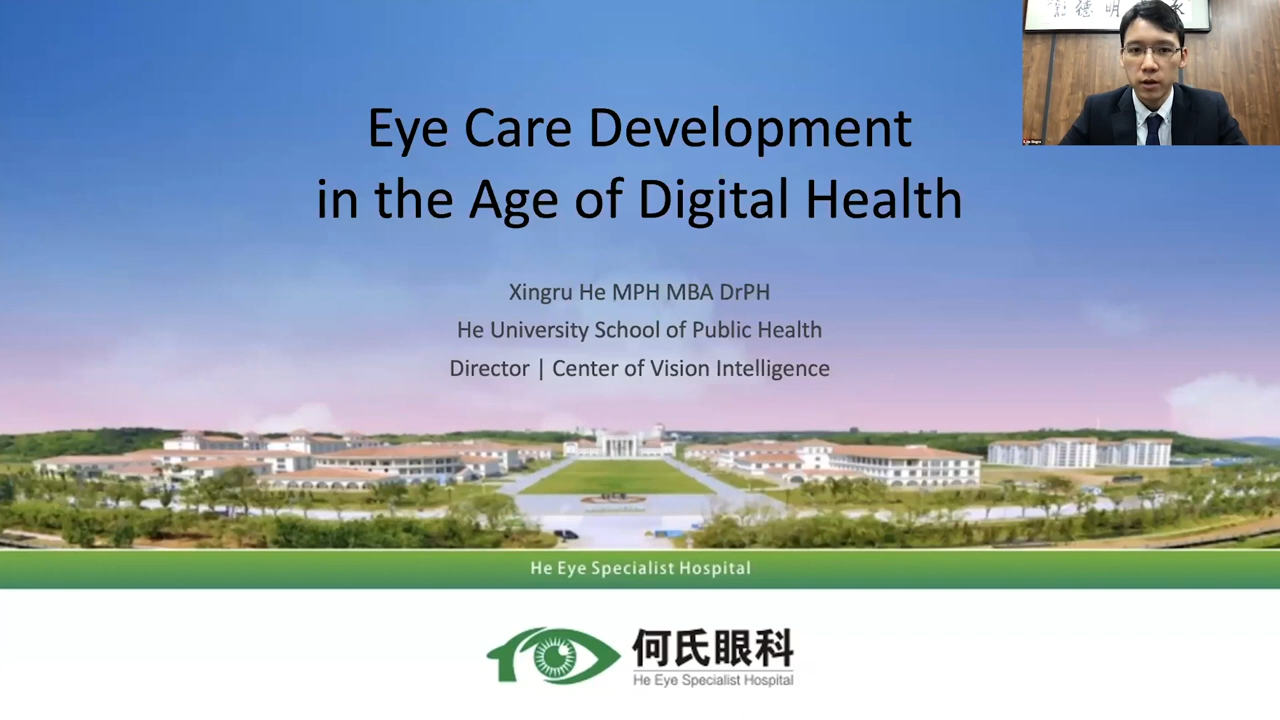 Eye Care Development
in the Age of Digital Health
Xingru He MPH MBA DrPH
He University School of Public Health
Director | Center of Vision Intelligence
He Eye Specialist Hospital
何氏眼科
He Eye Specialist Hospital